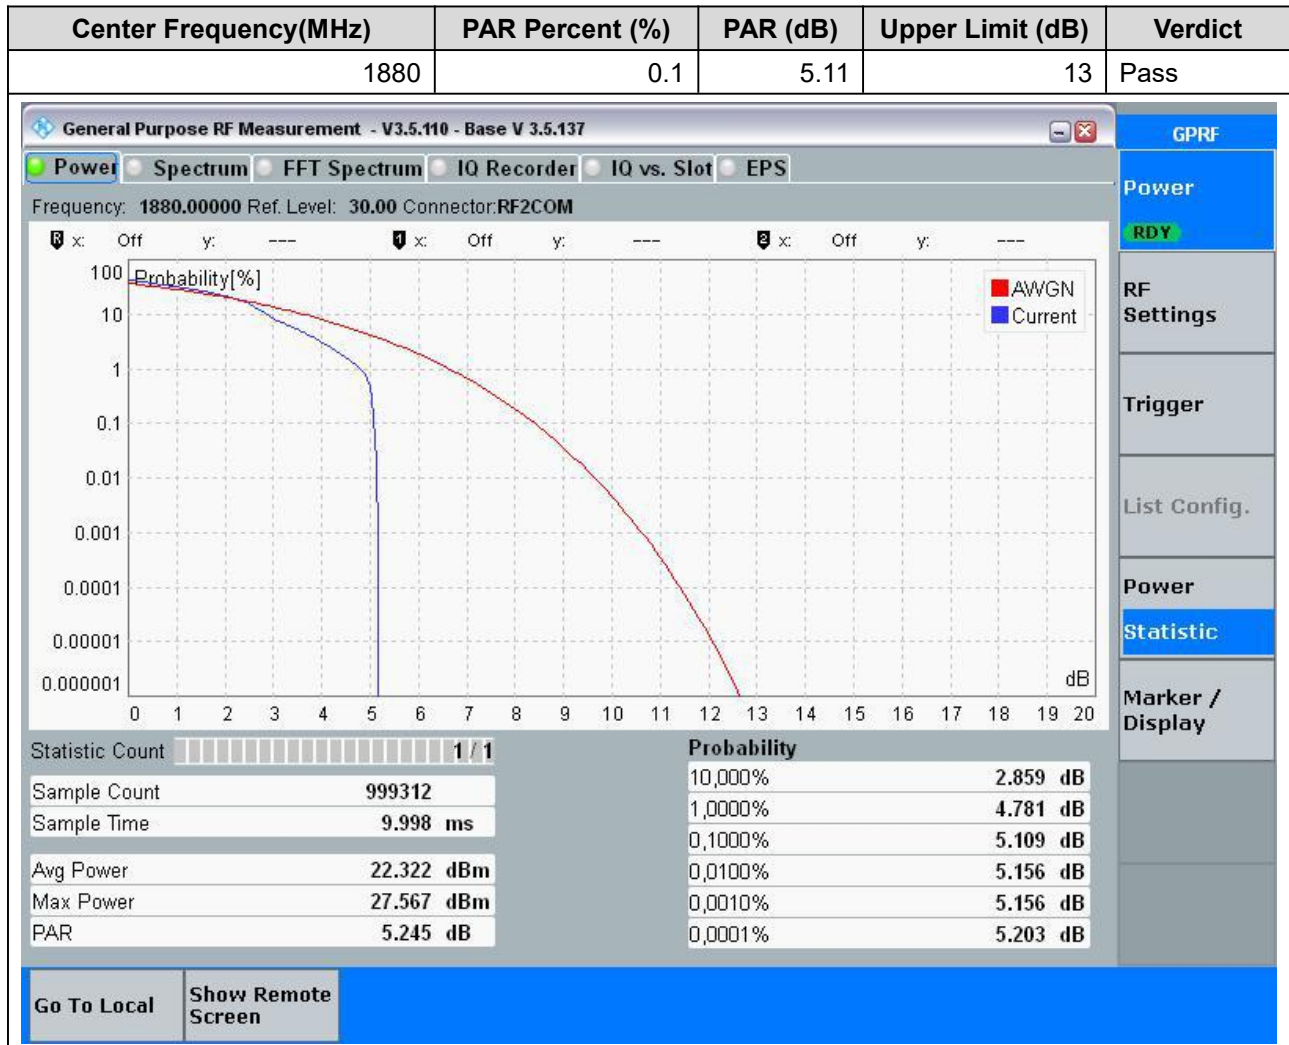 Center Frequency(MHz) PAR Percent (%) PAR (dB) Upper Limit (dB) Verdict
1880 0.1 5.11 13 Pass
General Purpose RF Measurement - V3.5.110 - Base V 3.5.137
GPRF
Power Spectrum FFT Spectrum IQ Recorder IQ vs. Slot EPS
Power
RDY
Frequency: 1880.00000 Ref. Level: 30.00 Connector:RF2COM
R x: Off y: --- 1 x: Off y: --- 2 x: Off y: ---
Probability[%]
AWGN
Current
100
10
1
0.1
0.01
0.001
0.0001
0.00001
0.000001
dB
0 1 2 3 4 5 6 7 8 9 10 11 12 13 14 15 16 17 18 19 20
RF
Settings
Trigger
List Config.
Power
Statistic
Marker /
Display
Statistic Count 1 / 1
Sample Count 999312
Sample Time 9.998 ms
Avg Power 22.322 dBm
Max Power 27.567 dBm
PAR 5.245 dB
Probability
10,000% 2.859 dB
1,0000% 4.781 dB
0,1000% 5.109 dB
0,0100% 5.156 dB
0,0010% 5.156 dB
0,0001% 5.203 dB
Go To Local
Show Remote
Screen